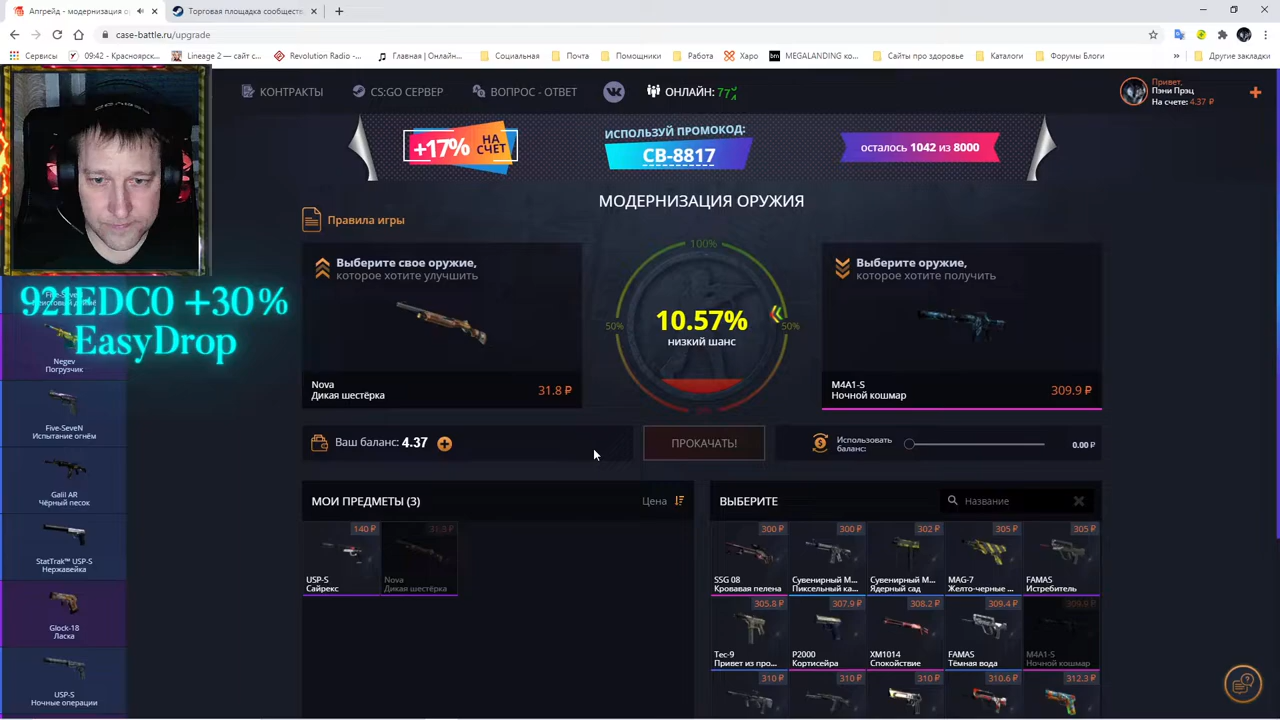 Апгрейд - модернизация о
Торговая площадка сообществ
case-battle.ru/upgrade
Сервисы
09:42 - Красноярск...
Lineage 2 — сайт с...
Revolution Radio -...
Главная | Онлайн...
Социальная
Почта
Помощники
Работа
Харо
MEGALANDING ко...
Сайты про здоровье
Каталоги
Форумы Блоги
Другие закладки
КОНТРАКТЫ
CS:GO СЕРВЕР
ВОПРОС - ОТВЕТ
ОНЛАЙН: 77
Привет,
Пэни Прэц
На счете: 4.37 ₽
+17% НА СЧЕТ
ИСПОЛЬЗУЙ ПРОМОКОД:
CB-8817
осталось 1042 из 8000
МОДЕРНИЗАЦИЯ ОРУЖИЯ
Правила игры
Выберите свое оружие,
которое хотите улучшить
Nova
Дикая шестёрка
31.8 ₽
100%
50%
10.57%
50%
низкий шанс
Выберите оружие,
которое хотите получить
M4A1-S
Ночной кошмар
309.9 ₽
921EDC0 +30%
EasyDrop
Negev
Погрузчик
Five-SeveN
Испытание огнём
Galil AR
Чёрный песок
StatTrak™ USP-S
Нержавейка
Glock-18
Ласка
USP-S
Ночные операции
Ваш баланс: 4.37
ПРОКАЧАТЬ!
Использовать
баланс:
0.00 ₽
МОИ ПРЕДМЕТЫ (3)
Цена
140 ₽
USP-S
Сайрекс
31.8 ₽
Nova
Дикая шестёрка
ВЫБЕРИТЕ
Название
300 ₽
SSG 08
Кровавая пелена
300 ₽
Сувенирный M...
Пиксельный ка...
302 ₽
Сувенирный M...
Ядерный сад
305 ₽
MAG-7
Желто-черные ...
305 ₽
FAMAS
Истребитель
305.8 ₽
Tec-9
Привет из про...
307.9 ₽
P2000
Кортисейра
308.2 ₽
XM1014
Спокойствие
309.4 ₽
FAMAS
Тёмная вода
309.9 ₽
M4A1-S
Ночной кошмар
310 ₽
310 ₽
310 ₽
310.6 ₽
312.3 ₽